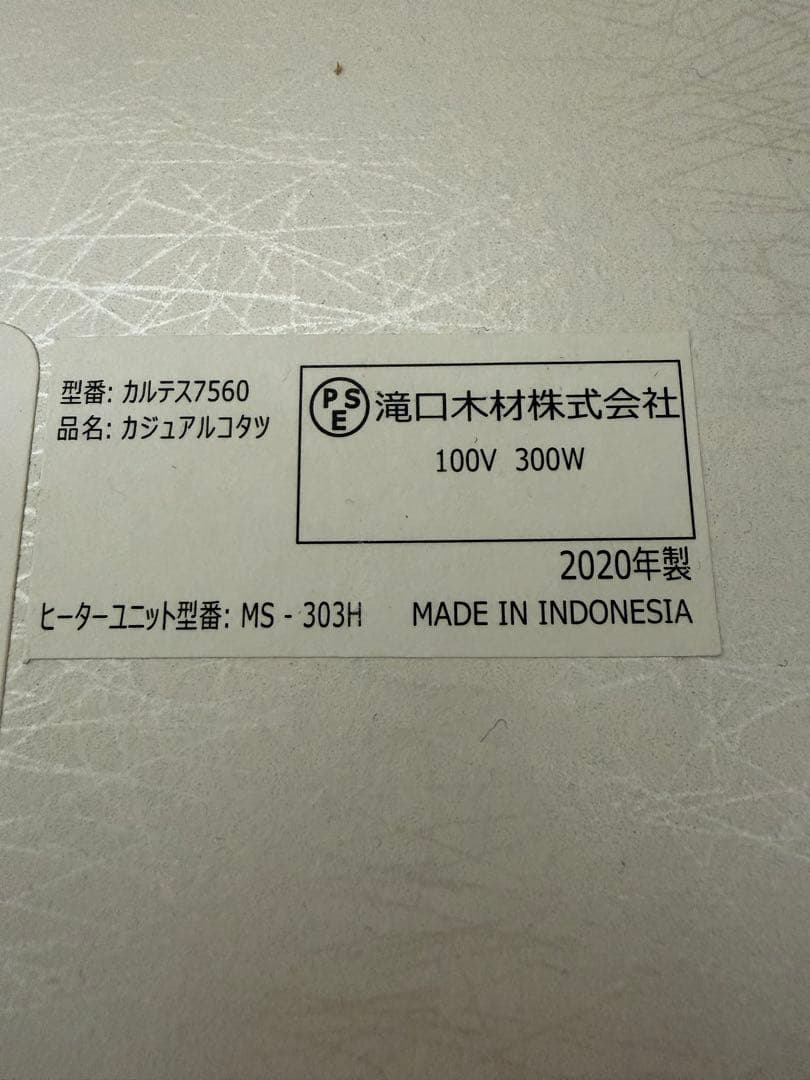 型番: カルテス7560
品名: カジュアルコタツ
PSE 滝口木材株式会社
100V 300W
2020年製
ヒーターユニット型番: MS - 303H MADE IN INDONESIA